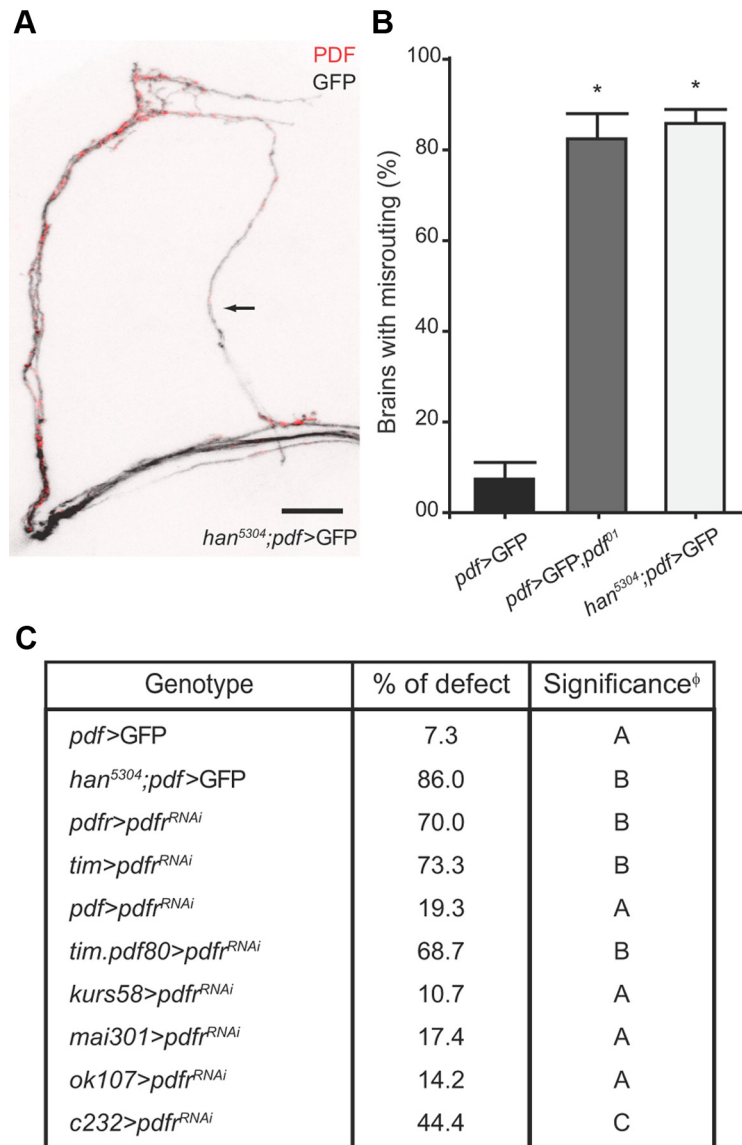 A
PDF
GFP
han⁵³⁰⁴;pdf>GFP
B
100
80
60
40
20
00
Brains with misrouting (%)
*
*
pdf>GFP
pdf>GFP;pdf⁰¹
han⁵³⁰⁴;pdf>GFP
C
Genotype % of defect Significanceᶲ
pdf>GFP 7.3 A
han⁵³⁰⁴;pdf>GFP 86.0 B
pdfr>pdfrᴿᴺᴬⁱ 70.0 B
tim>pdfrᴿᴺᴬⁱ 73.3 B
pdf>pdfrᴿᴺᴬⁱ 19.3 A
tim.pdf80>pdfrᴿᴺᴬⁱ 68.7 B
kurs58>pdfrᴿᴺᴬⁱ 10.7 A
mai301>pdfrᴿᴺᴬⁱ 17.4 A
ok107>pdfrᴿᴺᴬⁱ 14.2 A
c232>pdfrᴿᴺᴬⁱ 44.4 C